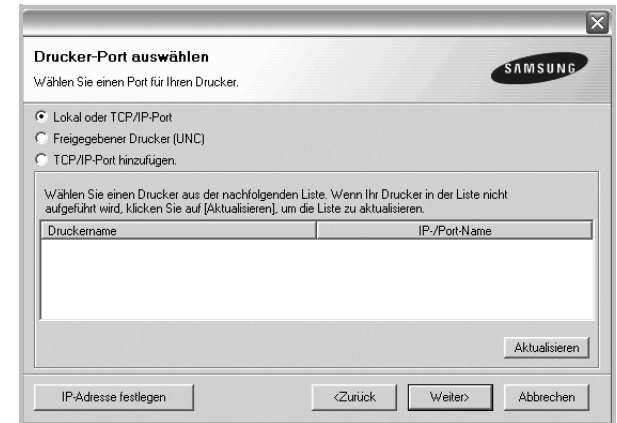 Drucker-Port auswählen
Wählen Sie einen Port für Ihren Drucker.
SAMSUNG
Lokal oder TCP/IP-Port
Freigegebener Drucker (UNC)
TCP/IP-Port hinzufügen.
Wählen Sie einen Drucker aus der nachfolgenden Liste. Wenn Ihr Drucker in der Liste nicht
aufgeführt wird, klicken Sie auf [Aktualisieren], um die Liste zu aktualisieren.
Druckername IP-/Port-Name
Aktualisieren
IP-Adresse festlegen <Zurück Weiter> Abbrechen